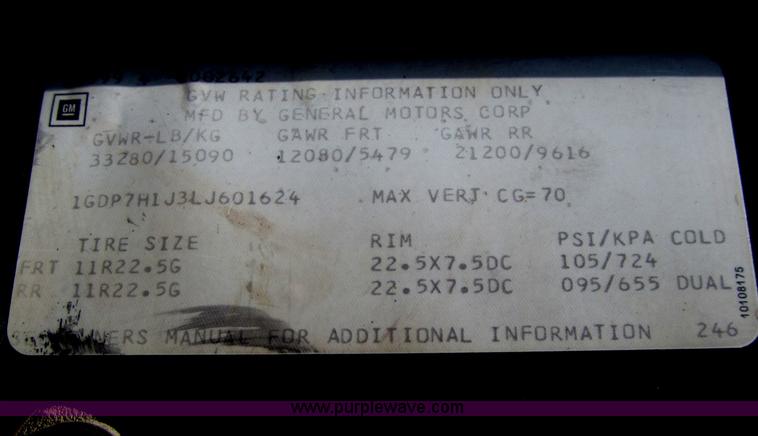 GVW RATING INFORMATION ONLY
GM
MFD BY GENERAL MOTORS CORP
GVWR-LB/KG GAWR FRT GAWR RR
33280/15090 12080/5479 21200/9616
1GDP7H1J3LJ601624 MAX VERT CG=70
TIRE SIZE RIM PSI/KPA COLD
FRT 11R22.5G 22.5X7.5DC 105/724
RR 11R22.5G 22.5X7.5DC 095/655 DUAL
10108175
MANUAL FOR ADDITIONAL INFORMATION 246
www.purplewave.com